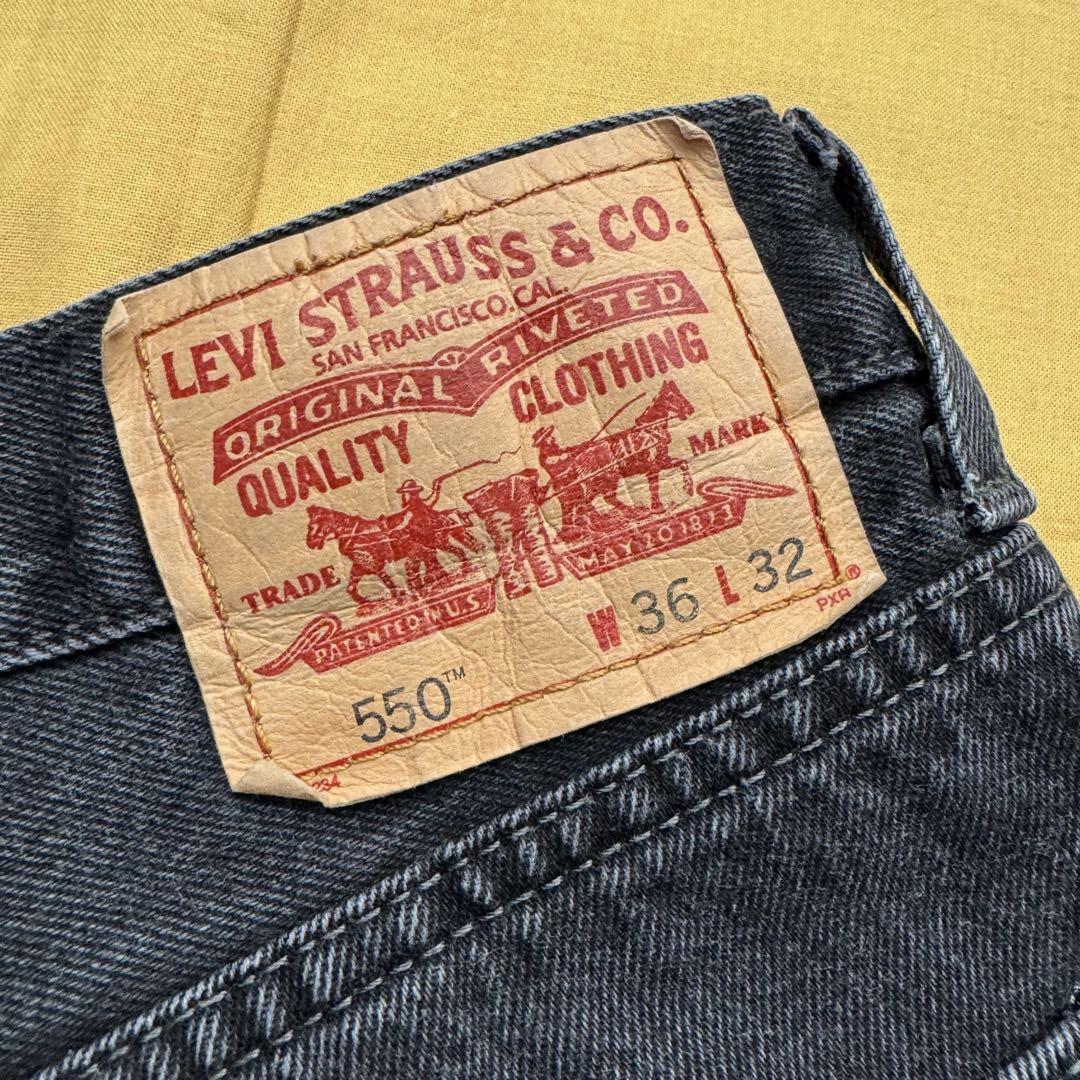 LEVI STRAUSS & CO.
SAN FRANCISCO, CAL.
ORIGINAL RIVETED
QUALITY CLOTHING
TRADE MARK
PATENTED IN U.S.
MAY 20 1873
W 36 L 32
550™
®